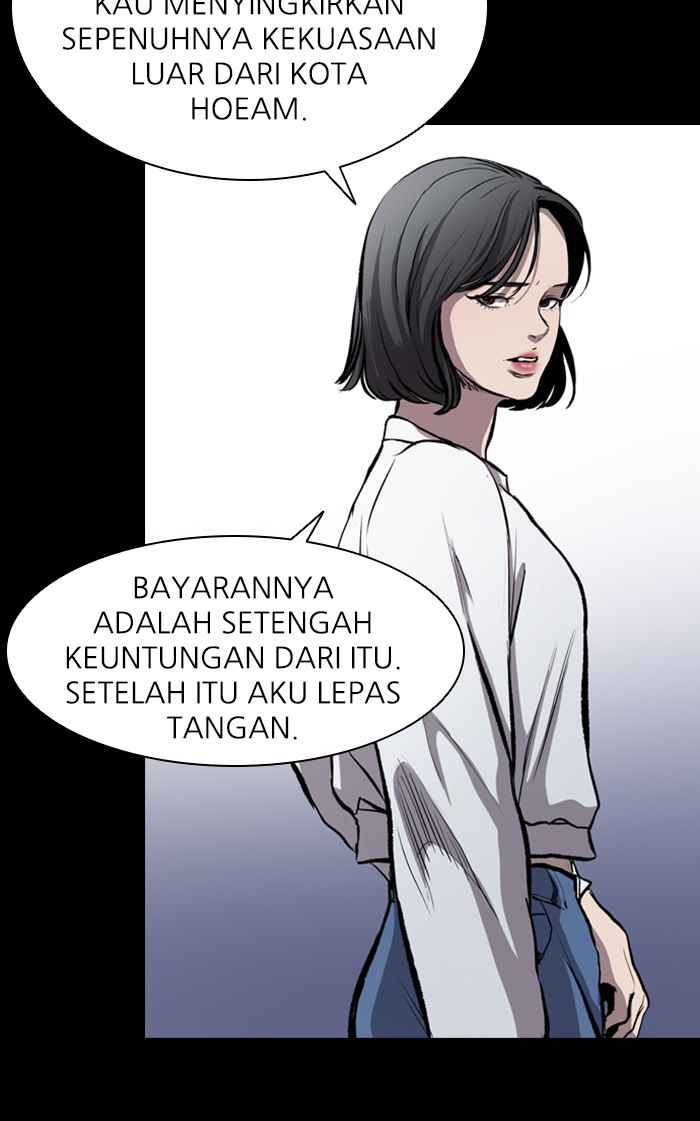 KAU MENYINGKIRKAN
SEPENUHNYA KEKUASAAN
LUAR DARI KOTA
HOEAM.
BAYARANNYA
ADALAH SETENGAH
KEUNTUNGAN DARI ITU.
SETELAH ITU AKU LEPAS
TANGAN.